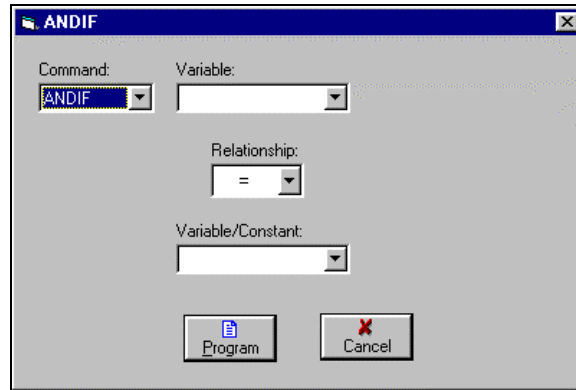 ANDIF
Command: Variable:
ANDIF
Relationship:
=
Variable/Constant:
Program Cancel